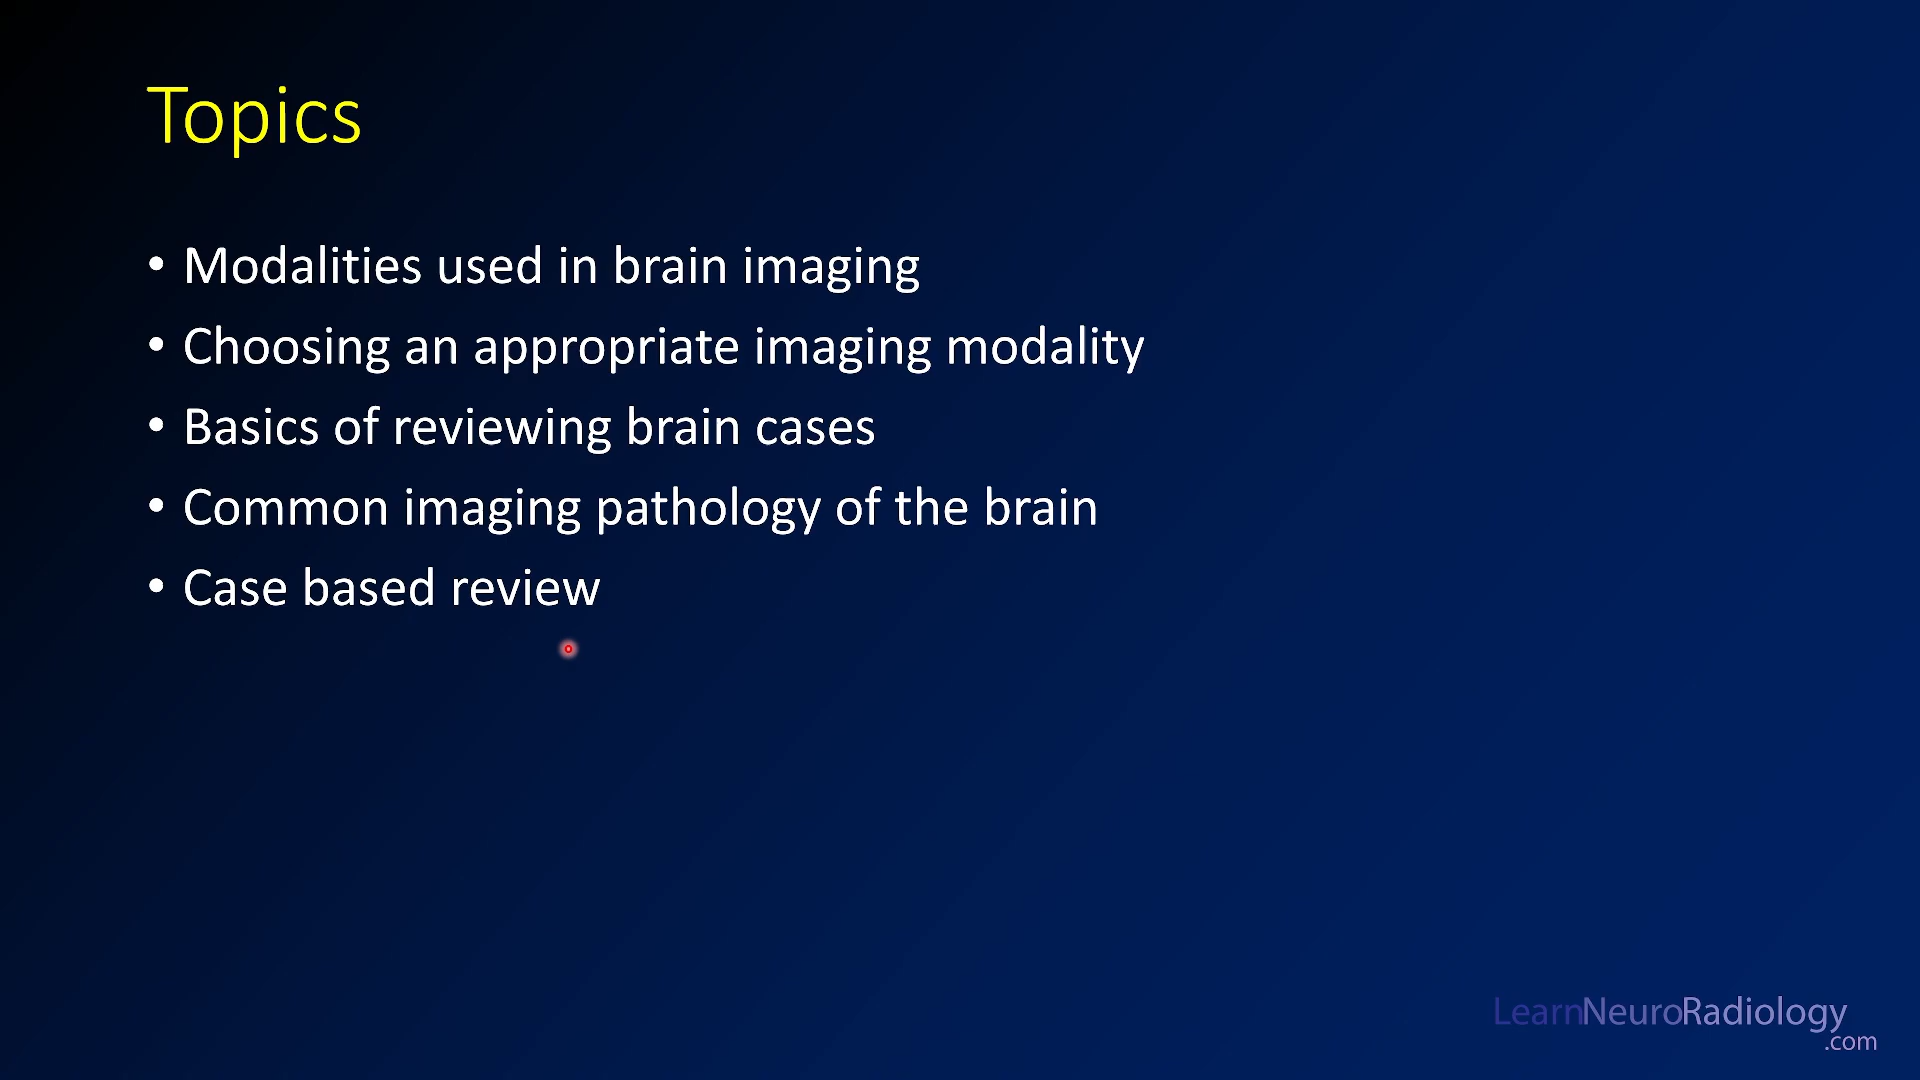 Topics
• Modalities used in brain imaging
• Choosing an appropriate imaging modality
• Basics of reviewing brain cases
• Common imaging pathology of the brain
• Case based review
LearnNeuroRadiology
.com